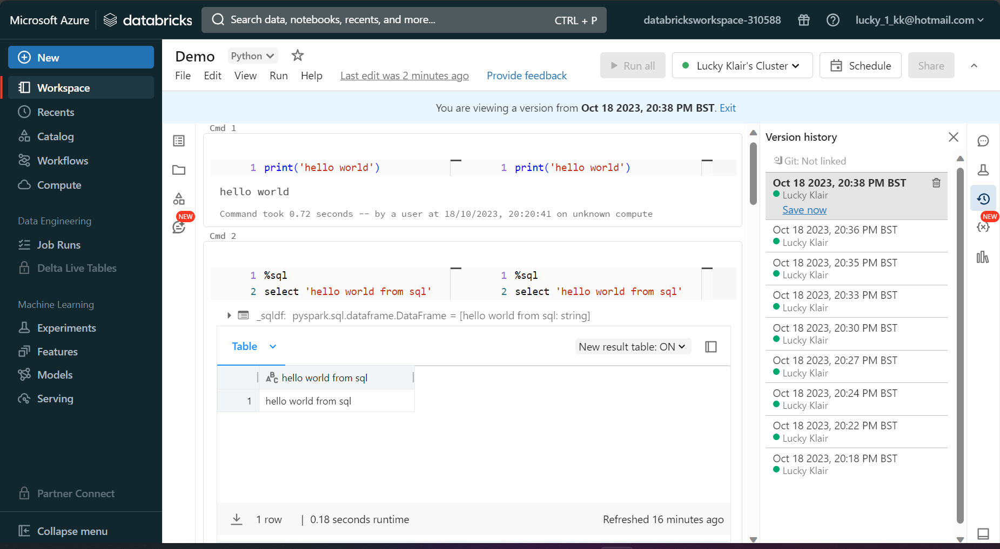 Microsoft Azure
databricks
Search data, notebooks, recents, and more...
CTRL + P
databricksworkspace-310588
lucky_1_kk@hotmail.com
New
Workspace
Recents
Catalog
Workflows
Compute
Data Engineering
Job Runs
Delta Live Tables
Machine Learning
Experiments
Features
Models
Serving
Partner Connect
Collapse menu
Demo
Python
File Edit View Run Help Last edit was 2 minutes ago Provide feedback
Run all
Lucky Klair's Cluster
Schedule
Share
You are viewing a version from Oct 18 2023, 20:38 PM BST. Exit
NEW
Cmd 1
1 print('hello world')
1 print('hello world')
hello world
Command took 0.72 seconds -- by a user at 18/10/2023, 20:20:41 on unknown compute
Cmd 2
1 %sql
2 select 'hello world from sql'
1 %sql
2 select 'hello world from sql'
_sqldf: pyspark.sql.dataframe.DataFrame = [hello world from sql: string]
Table
New result table: ON
ABC hello world from sql
1 hello world from sql
1 row | 0.18 seconds runtime
Refreshed 16 minutes ago
Version history
Git: Not linked
Oct 18 2023, 20:38 PM BST
Lucky Klair
Save now
Oct 18 2023, 20:36 PM BST
Lucky Klair
Oct 18 2023, 20:35 PM BST
Lucky Klair
Oct 18 2023, 20:33 PM BST
Lucky Klair
Oct 18 2023, 20:30 PM BST
Lucky Klair
Oct 18 2023, 20:27 PM BST
Lucky Klair
Oct 18 2023, 20:24 PM BST
Lucky Klair
Oct 18 2023, 20:22 PM BST
Lucky Klair
Oct 18 2023, 20:18 PM BST
Lucky Klair
NEW